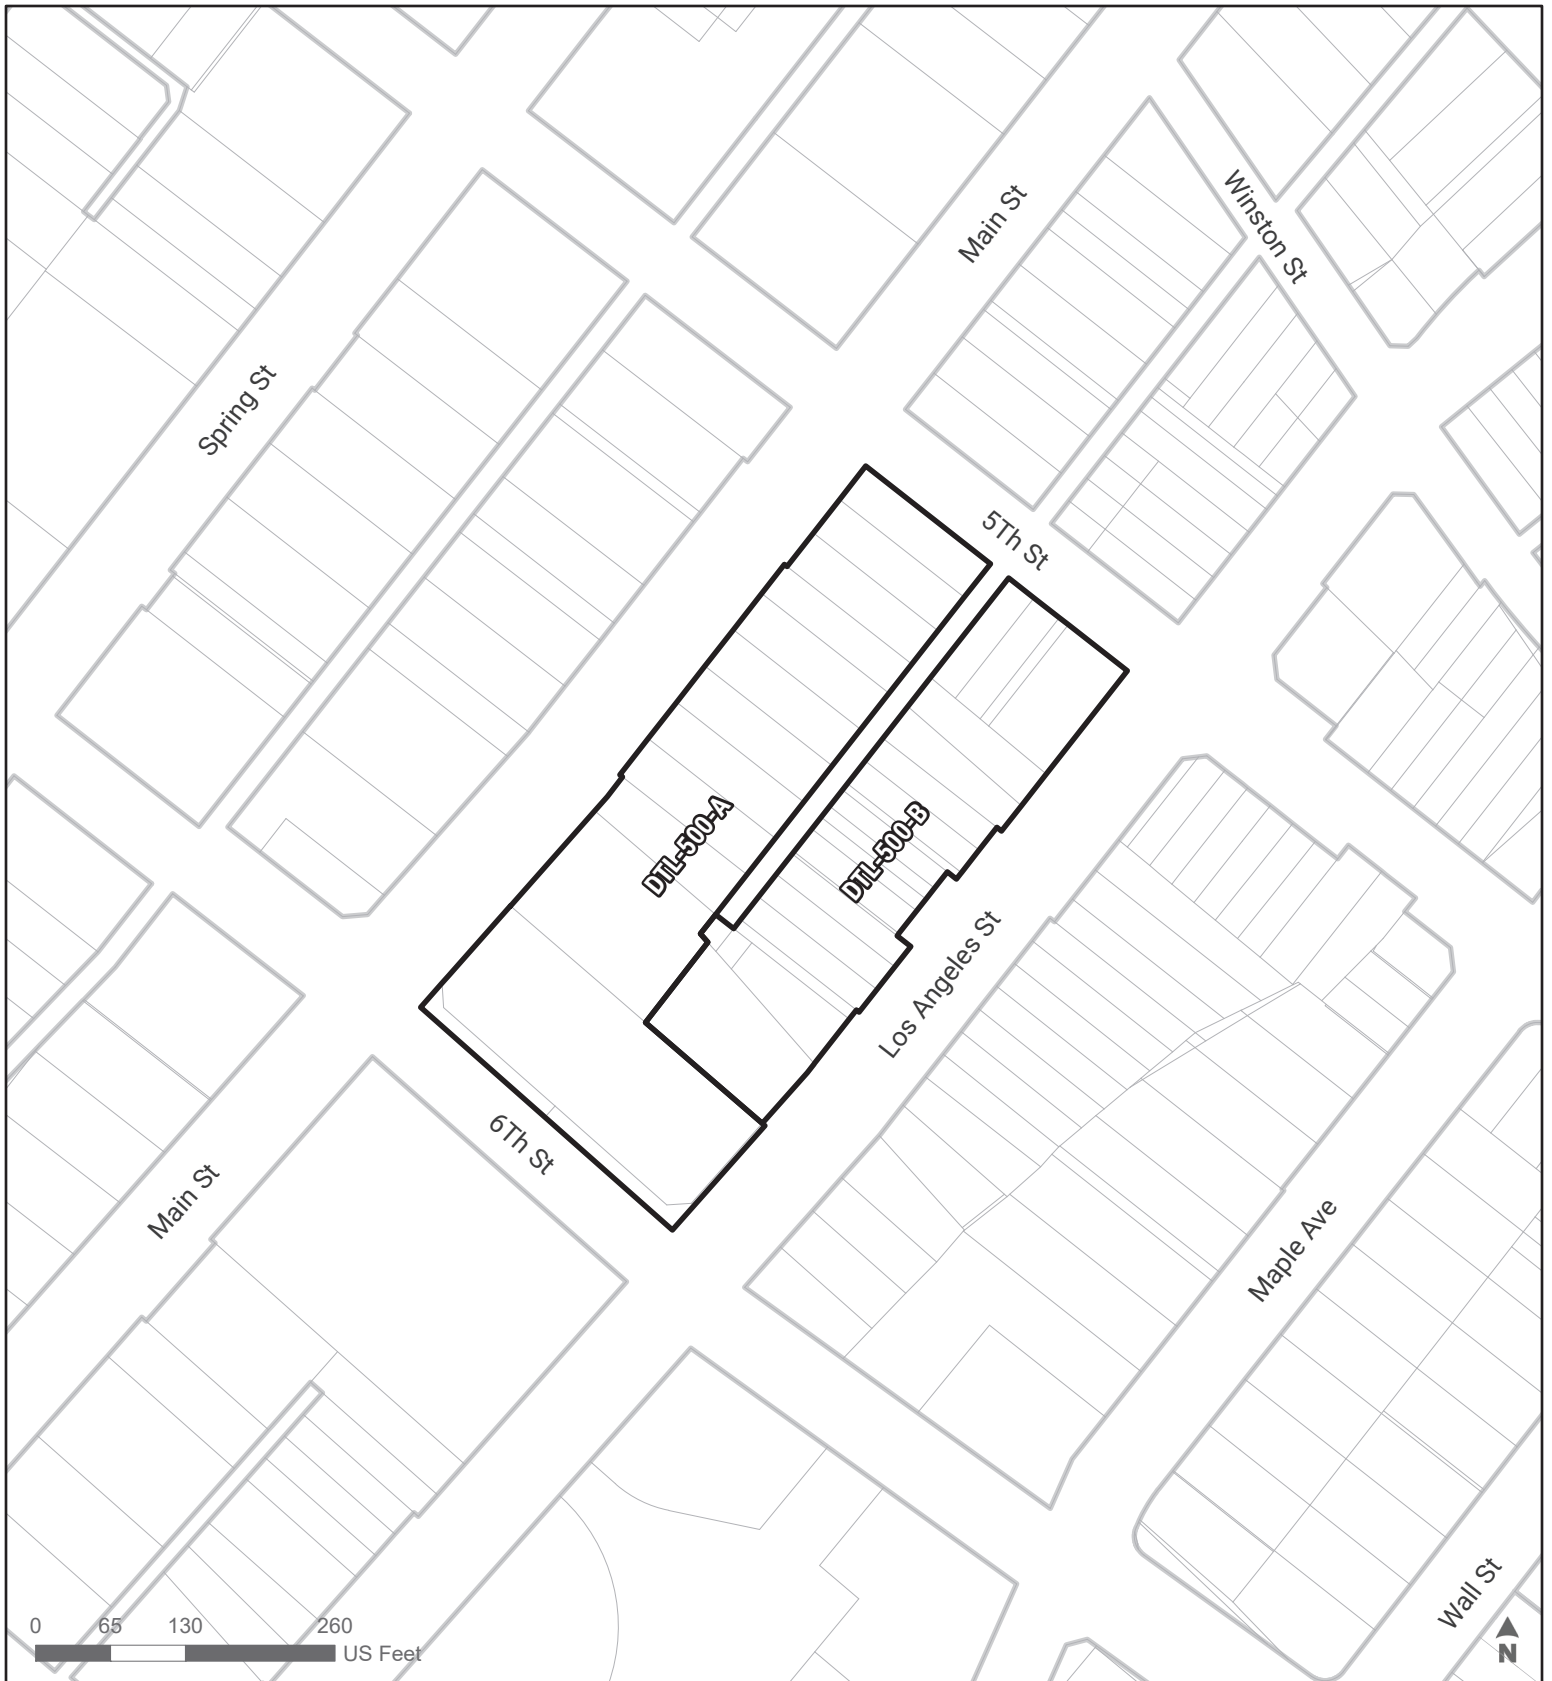 Main St
Winston St
Spring St
5Th St
DTL-500-A
DTL-500-B
Los Angeles St
6Th St
Main St
Maple Ave
Wall St
0 65 130 260
US Feet
N